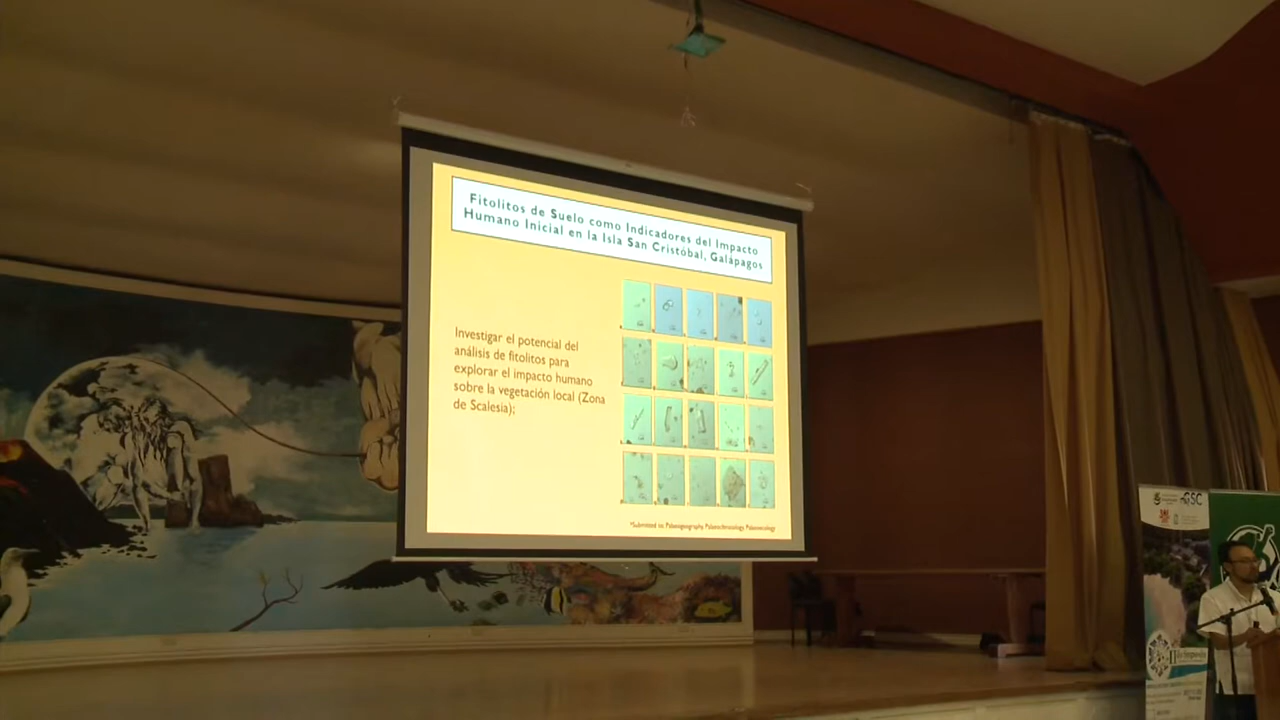 Fitolitos de Suelo como Indicadores del Impacto
Humano Inicial en la Isla San Cristóbal, Galápagos
Investigar el potencial del
análisis de fitolitos para
explorar el impacto humano
sobre la vegetación local (Zona
de Scalesia);
*Submitted to: Palaeogeography, Palaeoclimatology, Palaeoecology
GSC